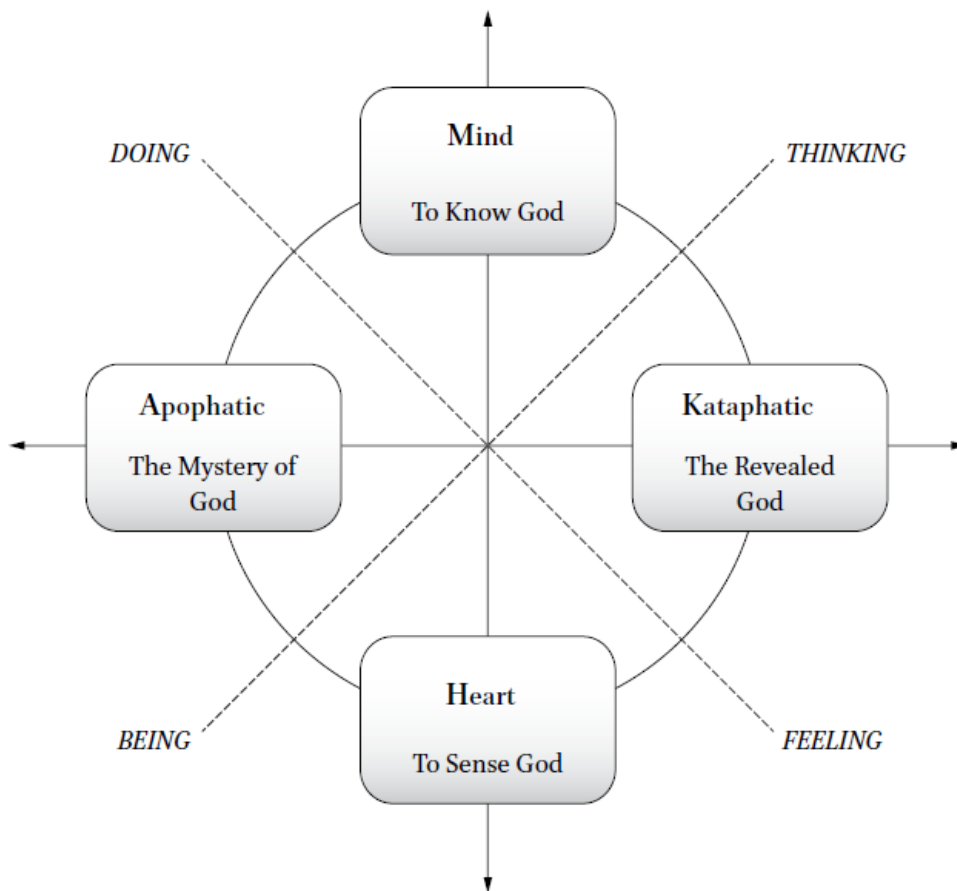 Mind
To Know God
DOING
THINKING
Apophatic
The Mystery of
God
Kataphatic
The Revealed
God
Heart
To Sense God
BEING
FEELING